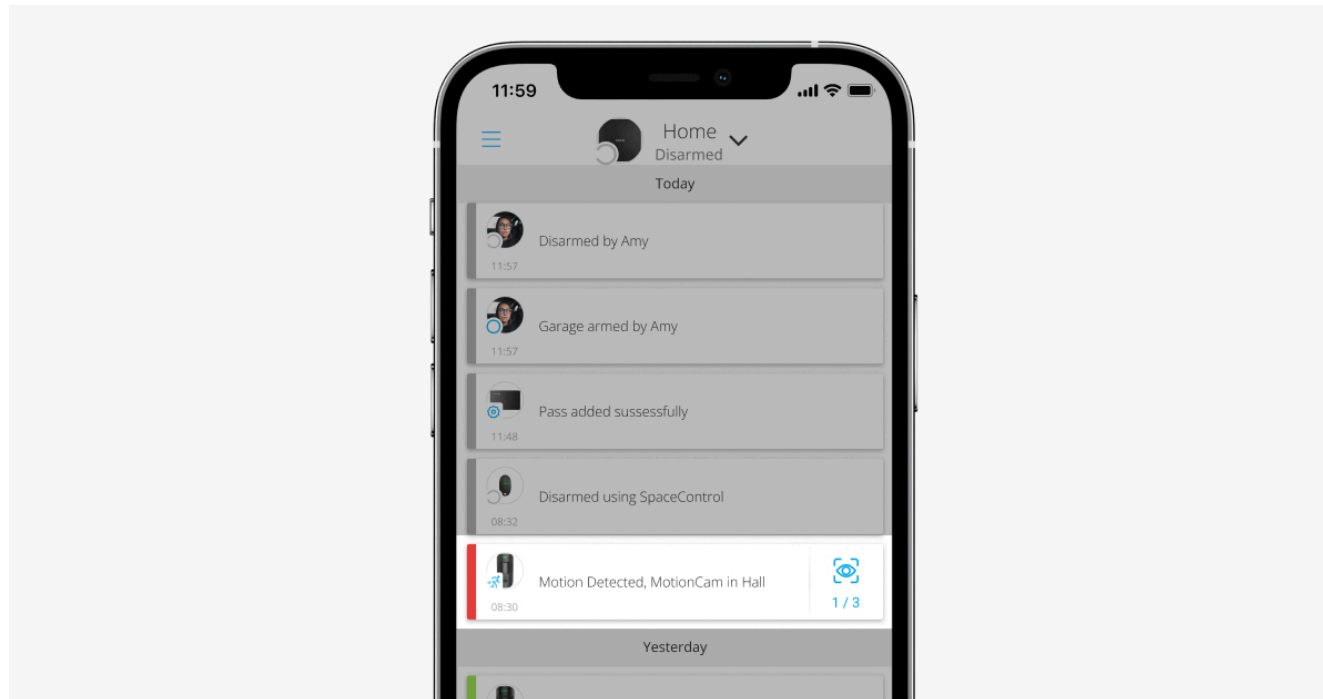 11:59
Home
Disarmed
Today
Disarmed by Amy
11:57
Garage armed by Amy
11:57
Pass added sussessfully
11:48
Disarmed using SpaceControl
08:32
Motion Detected, MotionCam in Hall
08:30
1 / 3
Yesterday